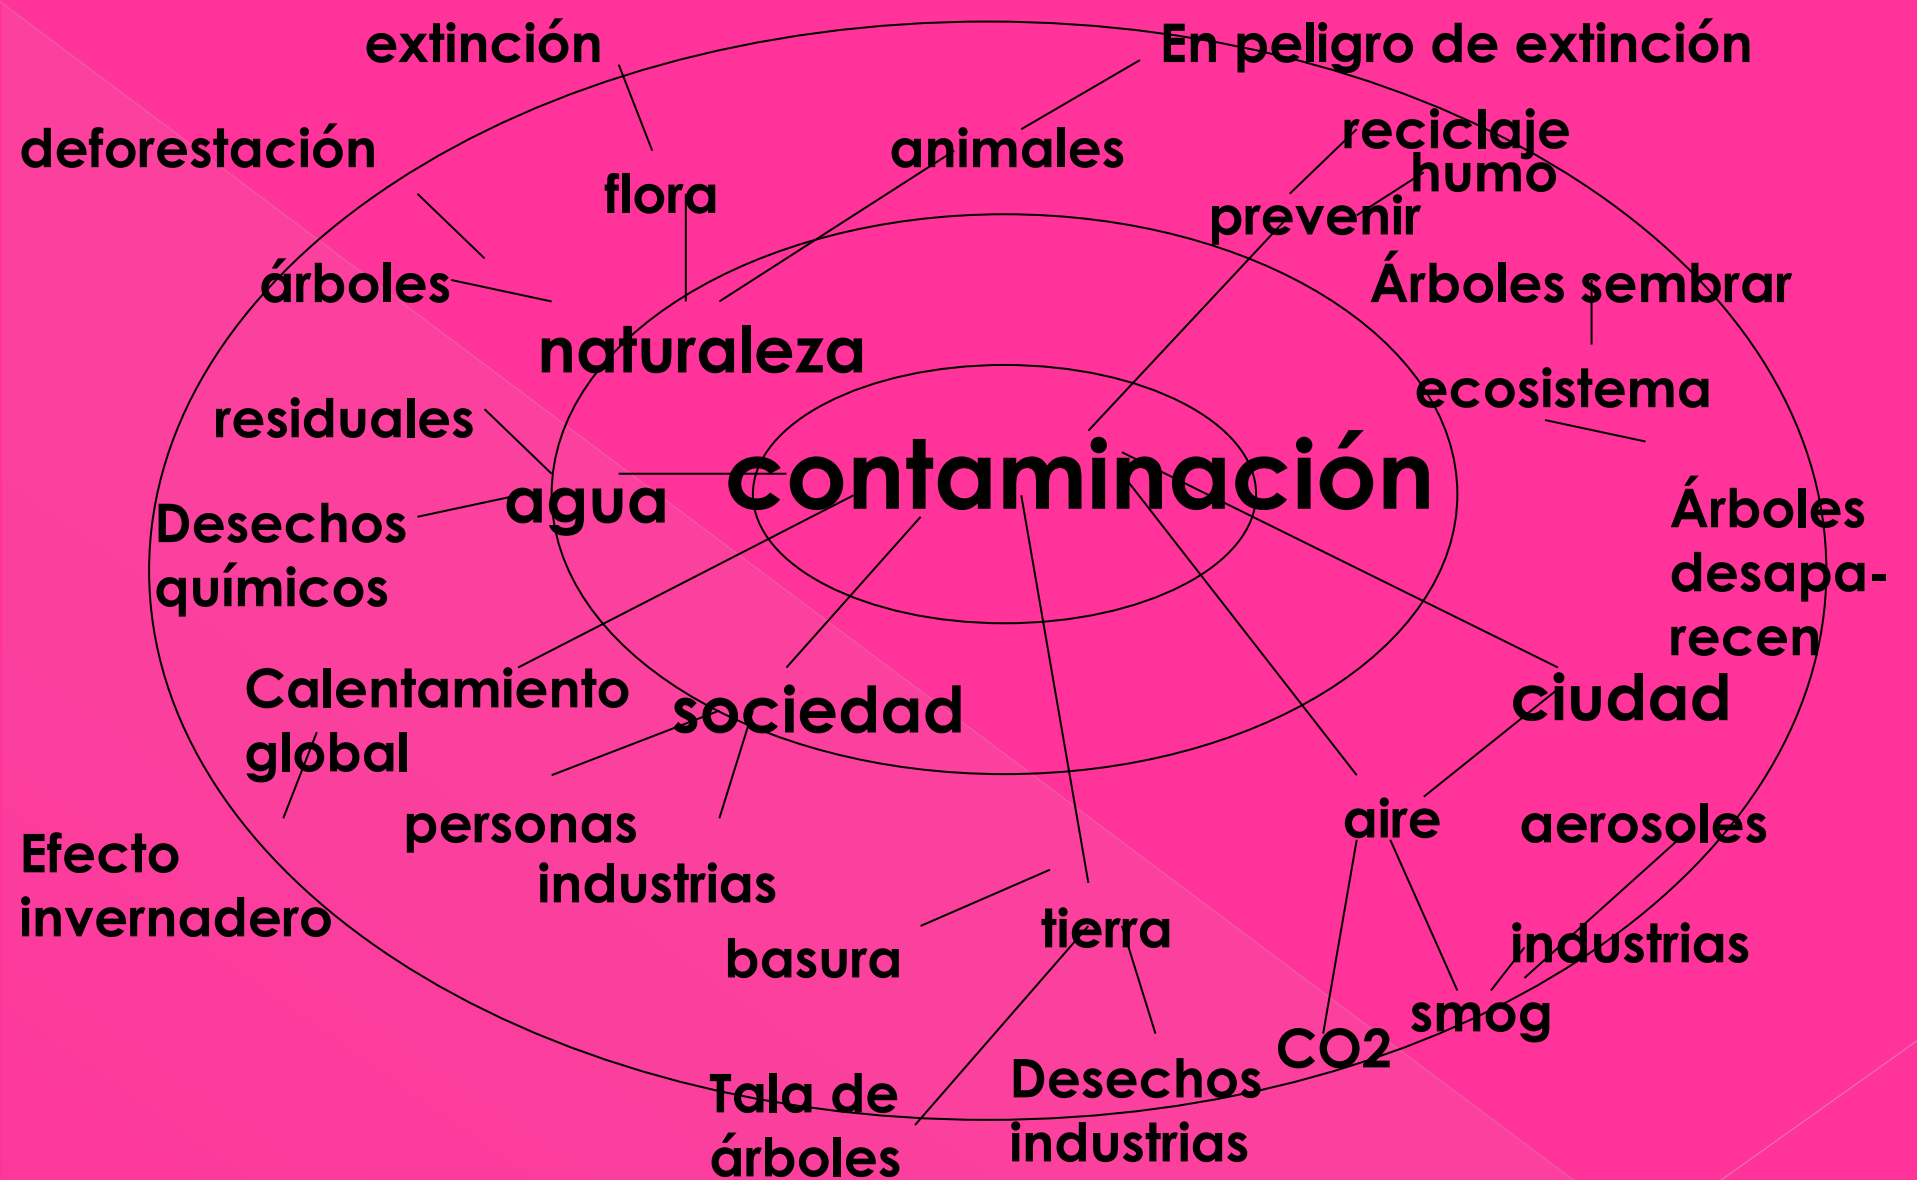 extinción
En peligro de extinción
deforestación
animales
reciclaje
humo
flora
prevenir
árboles
Árboles sembrar
naturaleza
ecosistema
residuales
contaminación
agua
Desechos
químicos
Árboles
desapa-
recen
Calentamiento
global
sociedad
ciudad
personas
industrias
aire
aerosoles
Efecto
invernadero
basura
tierra
industrias
smog
CO2
Tala de
árboles
Desechos
industrias